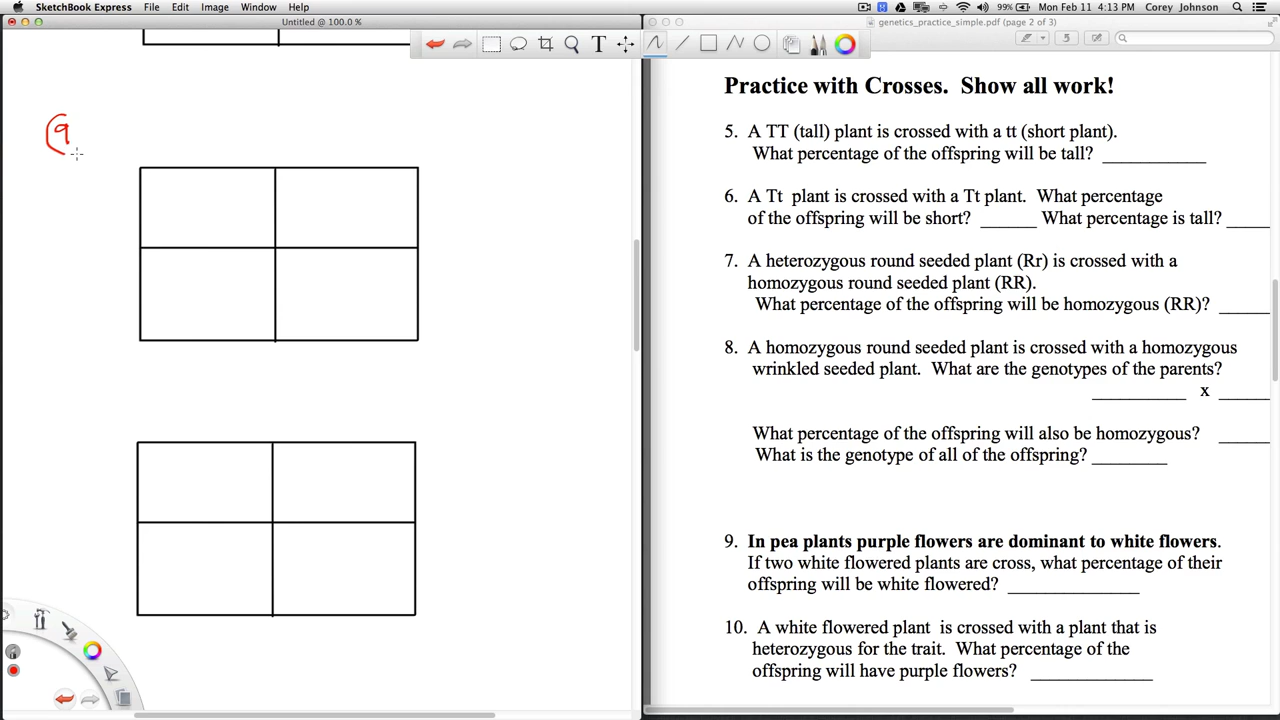 SketchBook Express File Edit Image Window Help
99% Mon Feb 11 4:13 PM Corey Johnson
Untitled @ 100.0 %
genetics_practice_simple.pdf (page 2 of 3)
T
(9
Practice with Crosses. Show all work!
5. A TT (tall) plant is crossed with a tt (short plant).
What percentage of the offspring will be tall? ___________
6. A Tt plant is crossed with a Tt plant. What percentage
of the offspring will be short? ______ What percentage is tall? _____
7. A heterozygous round seeded plant (Rr) is crossed with a
homozygous round seeded plant (RR).
What percentage of the offspring will be homozygous (RR)? ______
8. A homozygous round seeded plant is crossed with a homozygous
wrinkled seeded plant. What are the genotypes of the parents?
__________ x ______
What percentage of the offspring will also be homozygous? ______
What is the genotype of all of the offspring? ________
9. In pea plants purple flowers are dominant to white flowers.
If two white flowered plants are cross, what percentage of their
offspring will be white flowered? ______________
10. A white flowered plant is crossed with a plant that is
heterozygous for the trait. What percentage of the
offspring will have purple flowers? _____________